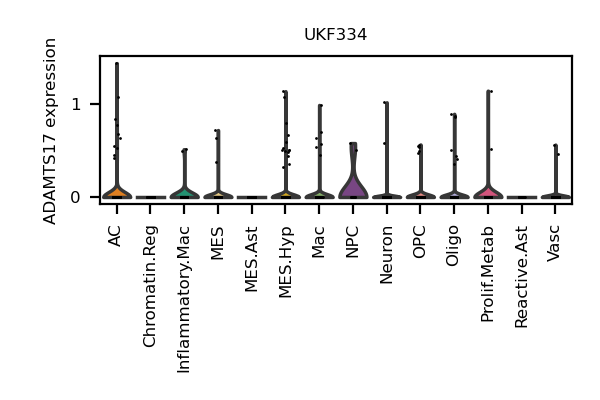 UKF334
ADAMTS17 expression
1
0
AC
Chromatin.Reg
Inflammatory.Mac
MES
MES.Ast
MES.Hyp
Mac
NPC
Neuron
OPC
Oligo
Prolif.Metab
Reactive.Ast
Vasc